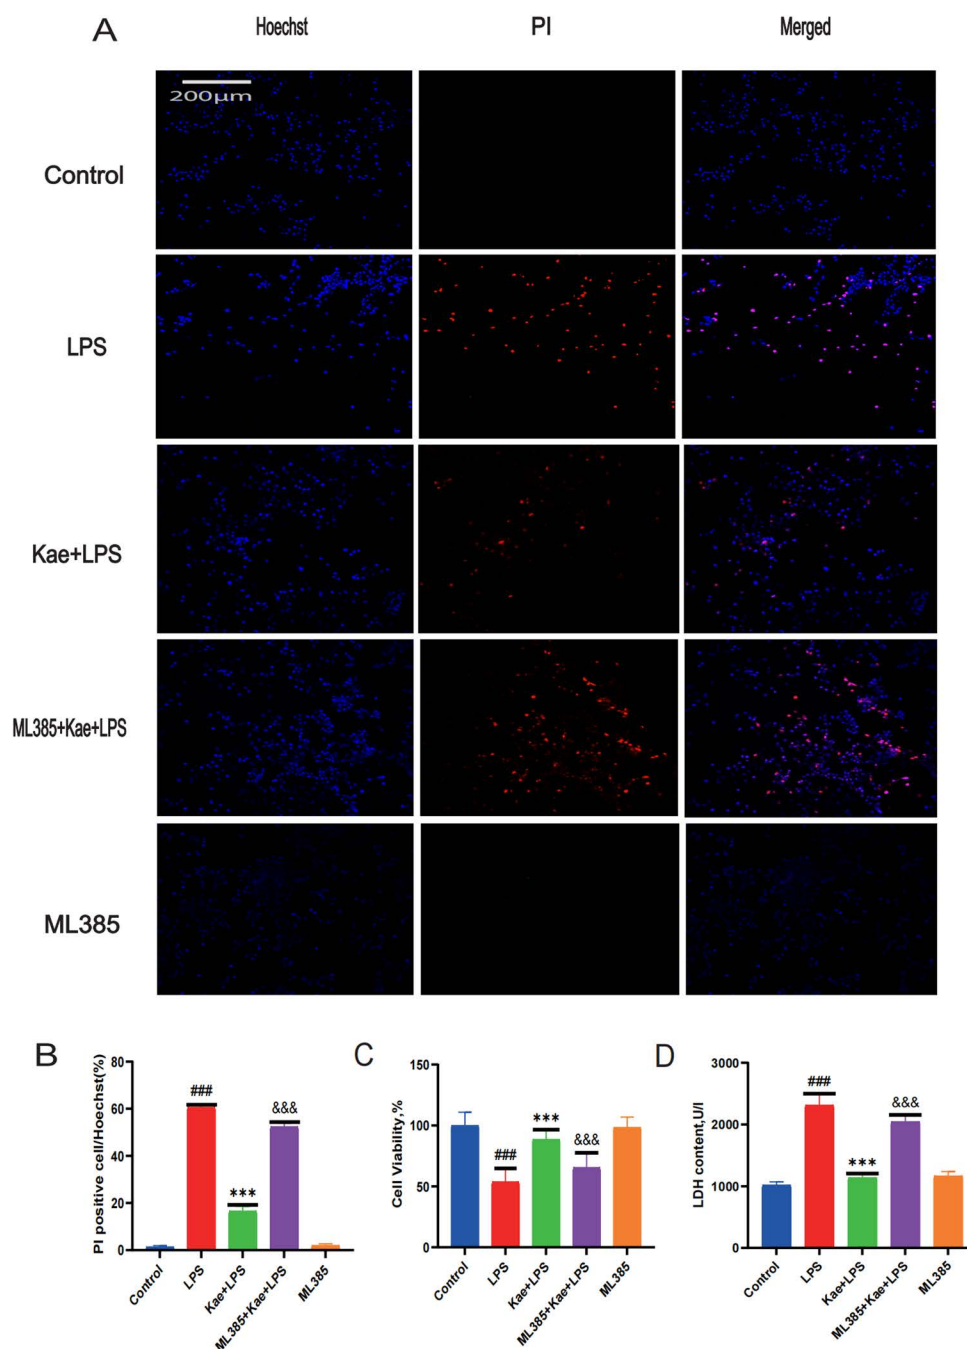 A
Hoechst PI Merged
200μm
Control
LPS
Kae+LPS
ML385+Kae+LPS
ML385
B
PI positive cell/Hoechst(%)
80
60
40
20
0
###
***
&&&
Control
LPS
Kae+LPS
ML385+Kae+LPS
ML385
C
Cell Viability,%
150
100
50
0
###
***
&&&
Control
LPS
Kae+LPS
ML385+Kae+LPS
ML385
D
LDH content,U/l
3000
2000
1000
0
###
***
&&&
Control
LPS
Kae+LPS
ML385+Kae+LPS
ML385